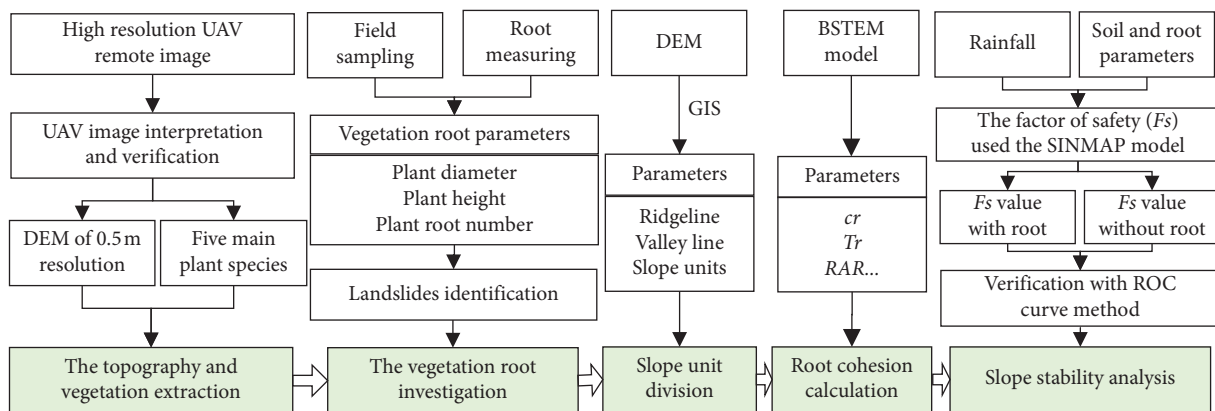 High resolution UAV
remote image
UAV image interpretation
and verification
DEM of 0.5 m
resolution
Five main
plant species
The topography and
vegetation extraction
Field
sampling
Root
measuring
Vegetation root parameters
Plant diameter
Plant height
Plant root number
Landslides identification
The vegetation root
investigation
DEM
GIS
Parameters
Ridgeline
Valley line
Slope units
Slope unit
division
BSTEM
model
Parameters
cr
Tr
RAR...
Root cohesion
calculation
Rainfall
Soil and root
parameters
The factor of safety (Fs)
used the SINMAP model
Fs value
with root
Fs value
without root
Verification with ROC
curve method
Slope stability analysis